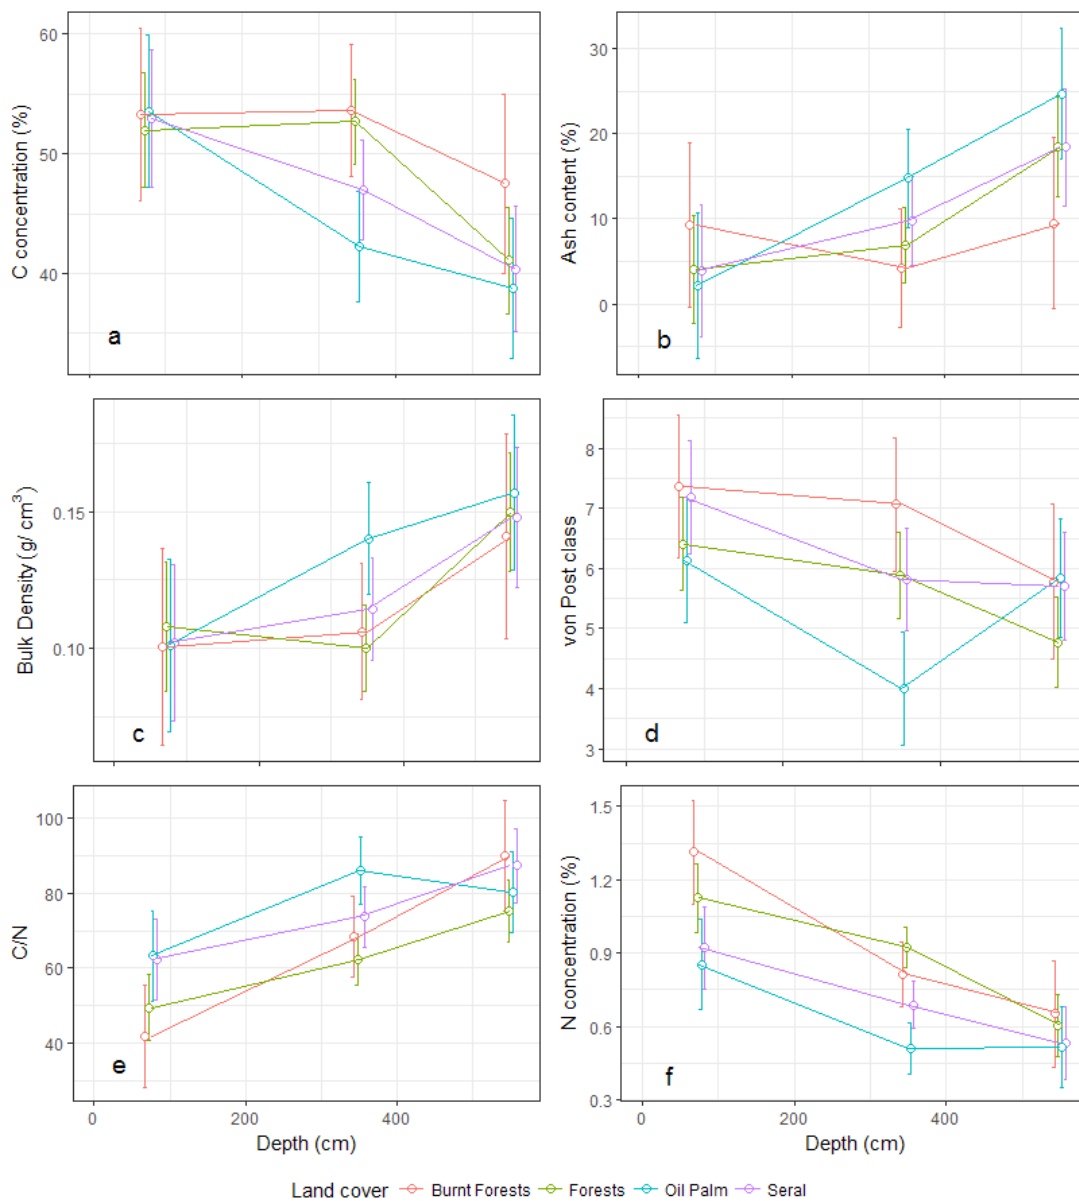 C concentration (%)
60
50
40
a
Ash content (%)
30
20
10
0
b
Bulk Density (g/ cm³)
0.15
0.10
c
von Post class
8
7
6
5
4
3
d
C/N
100
80
60
40
e
0
200
400
Depth (cm)
N concentration (%)
1.5
1.2
0.9
0.6
0.3
f
0
200
400
Depth (cm)
Land cover Burnt Forests Forests Oil Palm Seral